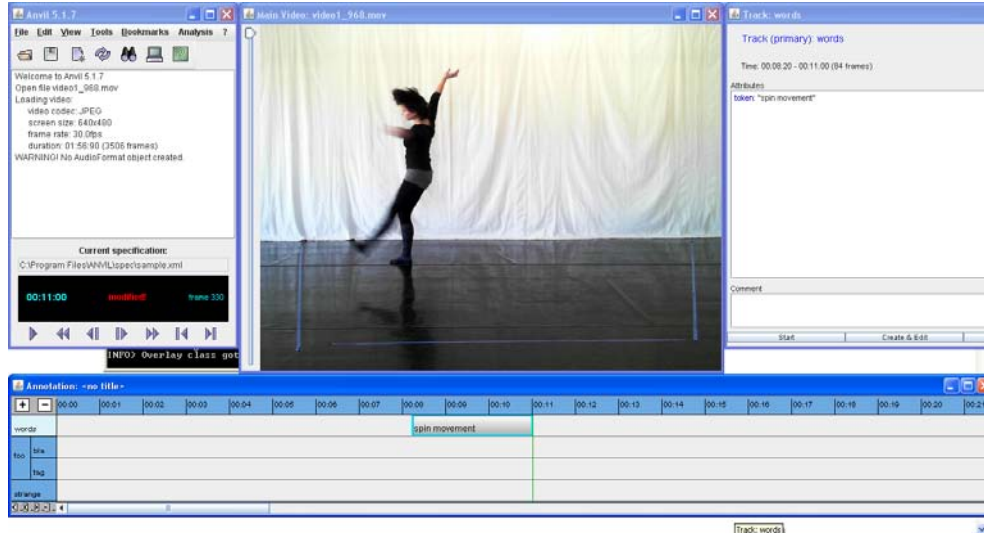 Anvil 5.1.7
File Edit View Tools Bookmarks Analysis ?
Welcome to Anvil 5.1.7
Open file video1_968.mov
Loading video:
video codec: JPEG
screen size: 640x480
frame rate: 30.0fps
duration: 01:56:90 (3506 frames)
WARNING! No AudioFormat object created.
Current specification:
C:\Program Files\ANVIL\spec\sample.xml
00:11:00 modified! frame 330
INFO> Overlay class got
Main Video: video1_968.mov
Track: words
Track (primary): words
Time: 00:08:20 - 00:11:00 (84 frames)
Attributes
token: "spin movement"
Comment
Start Create & Edit
Annotation: -no title-
+ - 00:00 00:01 00:02 00:03 00:04 00:05 00:06 00:07 00:08 00:09 00:10 00:11 00:12 00:13 00:14 00:15 00:16 00:17 00:18 00:19 00:20 00:21
words spin movement
foo bla
tag
strange
Track: words